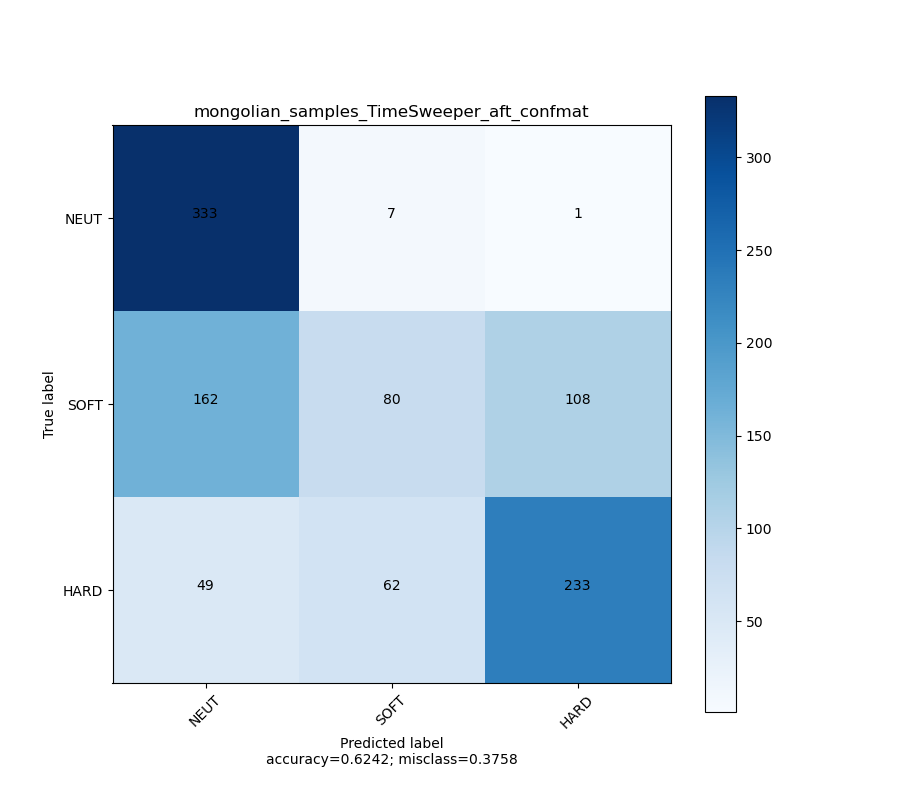 mongolian_samples_TimeSweeper_aft_confmat
300
250
200
150
100
50
True label
NEUT
333
7
1
SOFT
162
80
108
HARD
49
62
233
NEUT
SOFT
HARD
Predicted label
accuracy=0.6242; misclass=0.3758